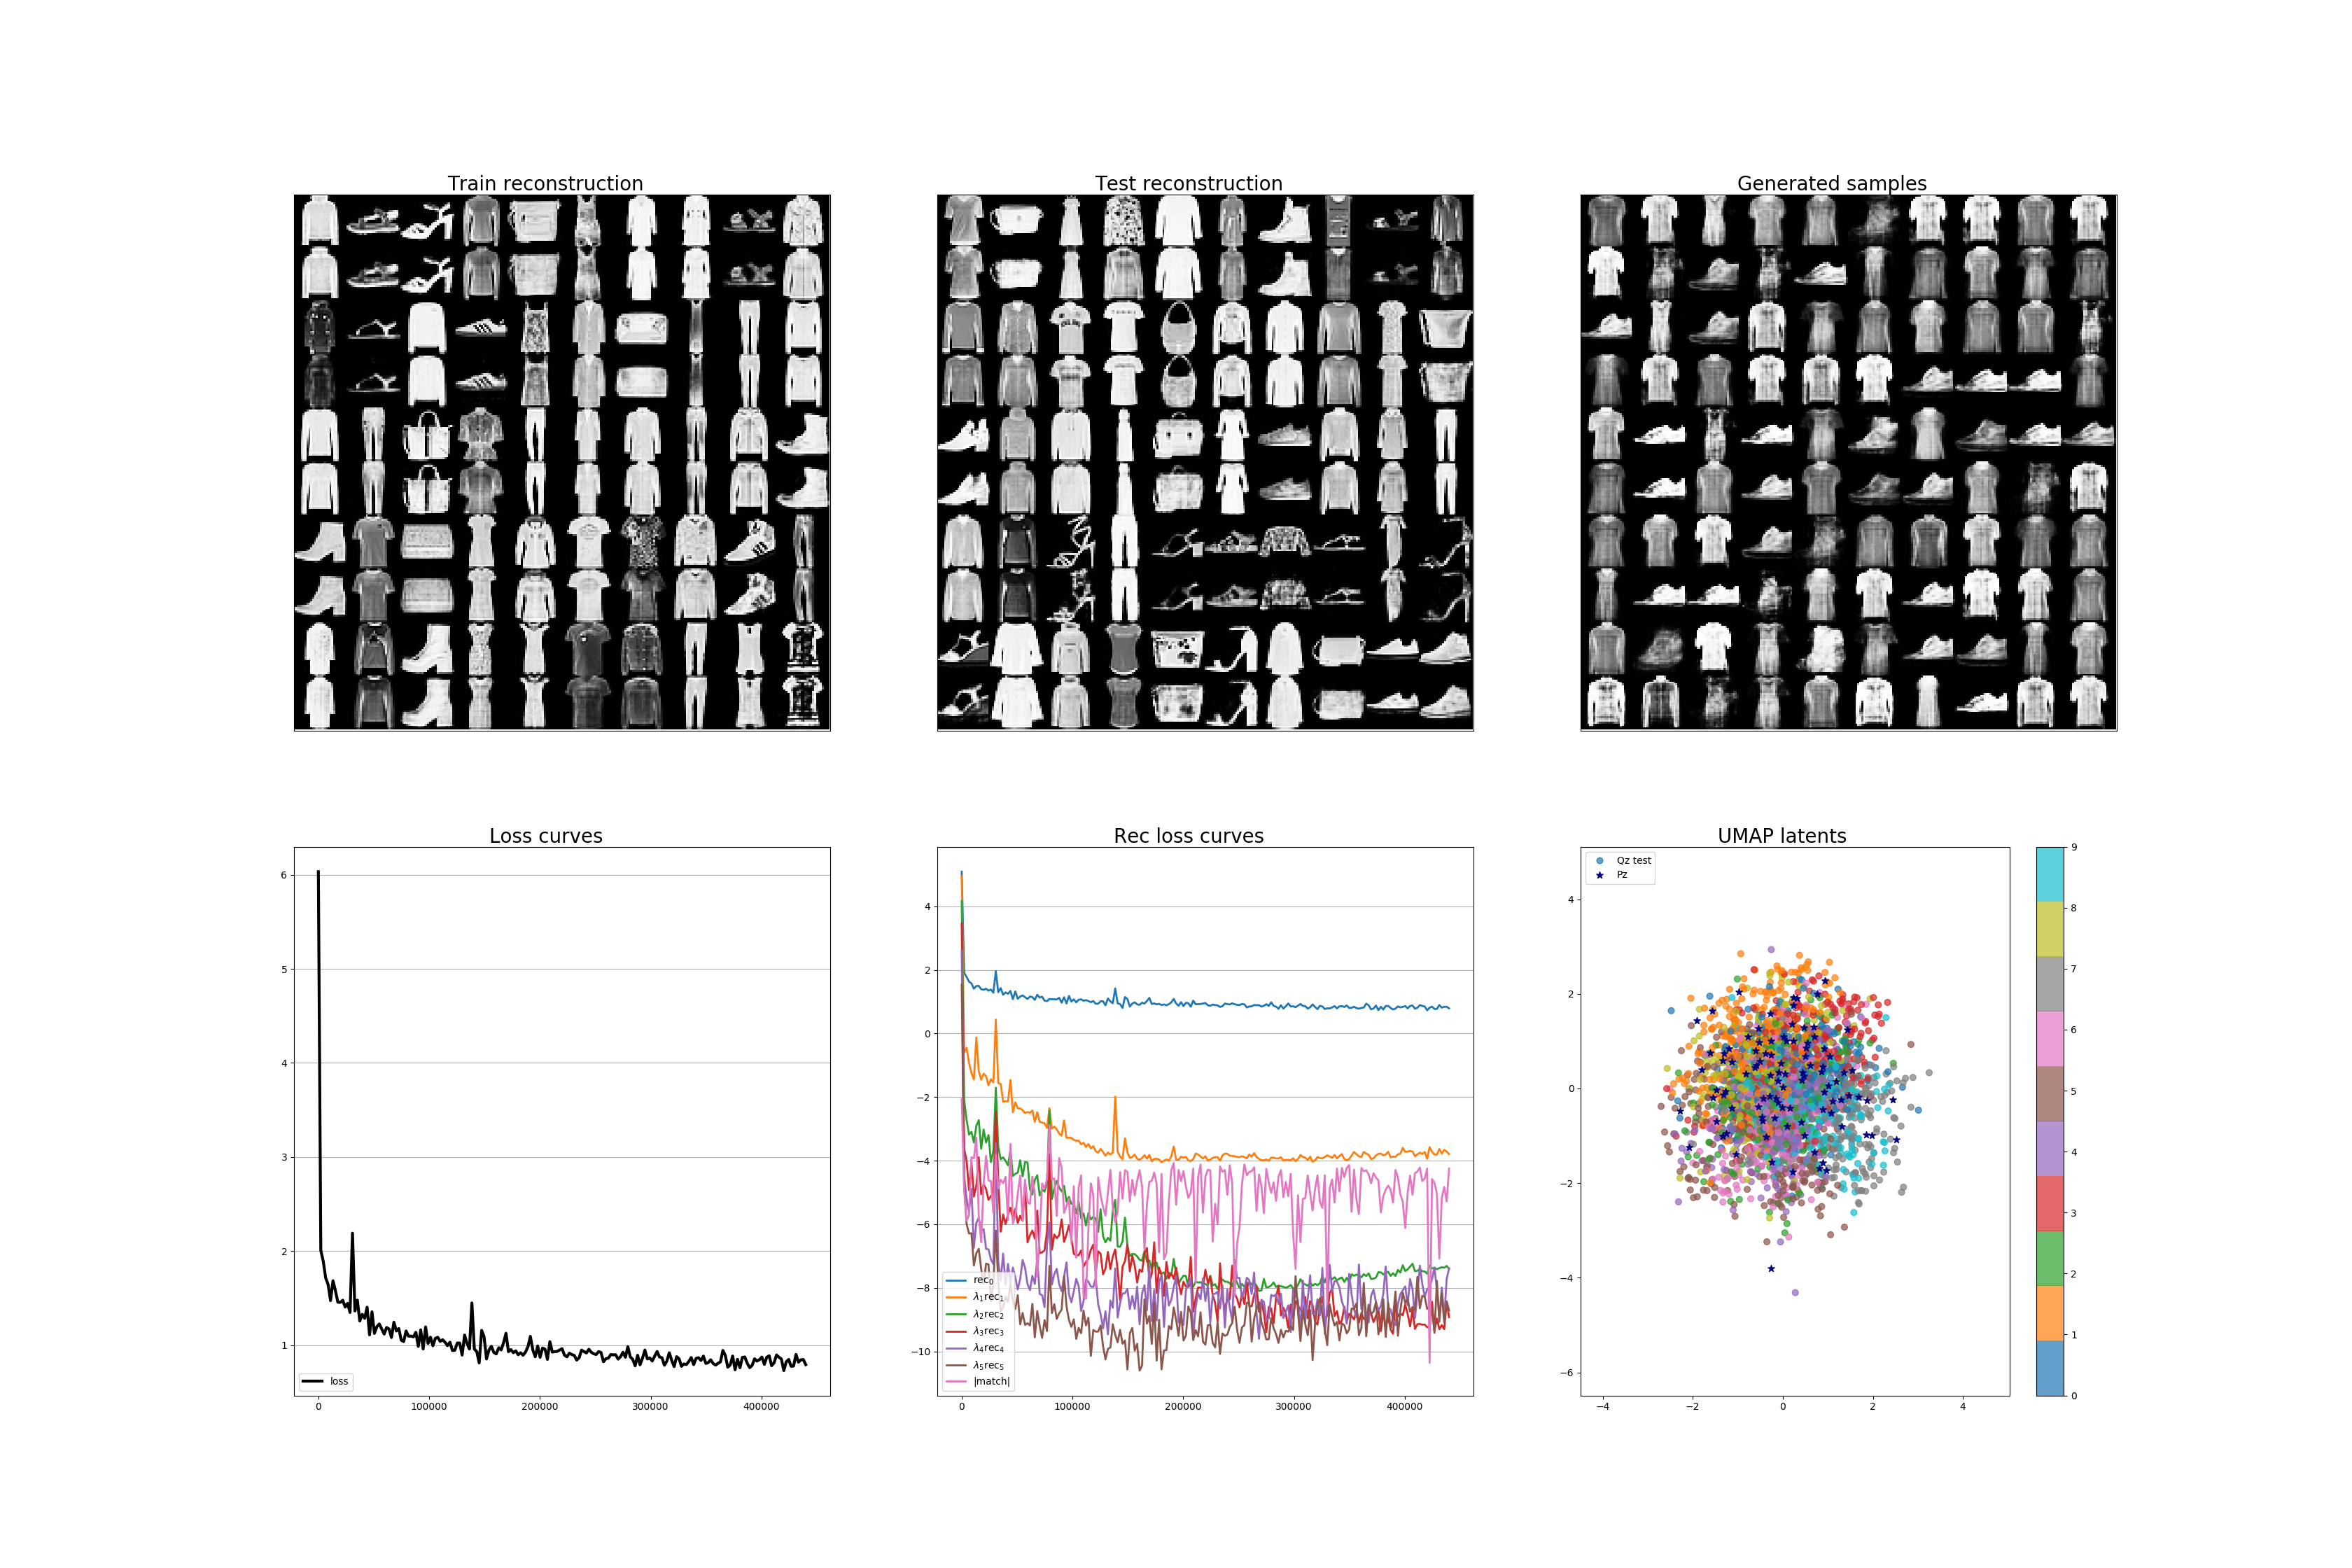 Train reconstruction
Test reconstruction
Generated samples
Loss curves
6
5
4
3
2
1
loss
0
100000
200000
300000
400000
Rec loss curves
4
2
0
−2
−4
−6
−8
−10
rec₀
λ₁rec₁
λ₂rec₂
λ₃rec₃
λ₄rec₄
λ₅rec₅
|match|
0
100000
200000
300000
400000
UMAP latents
Qz test
Pz
4
2
0
−2
−4
−6
−4
−2
0
2
4
9
8
7
6
5
4
3
2
1
0